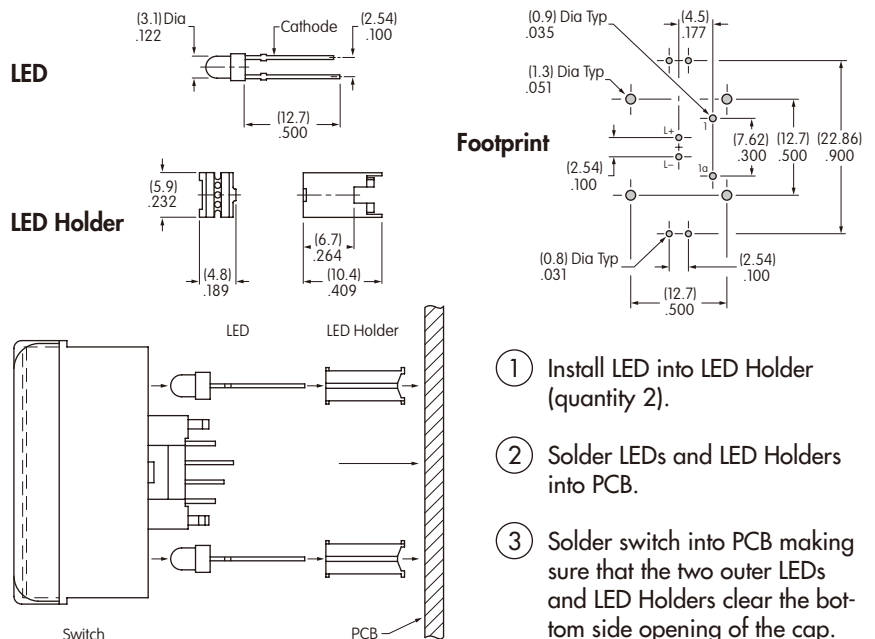 LED
(3.1) Dia
.122
Cathode
(2.54)
.100
(12.7)
.500
LED Holder
(5.9)
.232
(4.8)
.189
(6.7)
.264
(10.4)
.409
Footprint
(0.9) Dia Typ
.035
(4.5)
.177
(1.3) Dia Typ
.051
L+
L–
1
1a
(2.54)
.100
(7.62)
.300
(12.7)
.500
(22.86)
.900
(0.8) Dia Typ
.031
(2.54)
.100
(12.7)
.500
LED
LED Holder
Switch
PCB
1 Install LED into LED Holder
(quantity 2).
2 Solder LEDs and LED Holders
into PCB.
3 Solder switch into PCB making
sure that the two outer LEDs
and LED Holders clear the bot-
tom side opening of the cap.